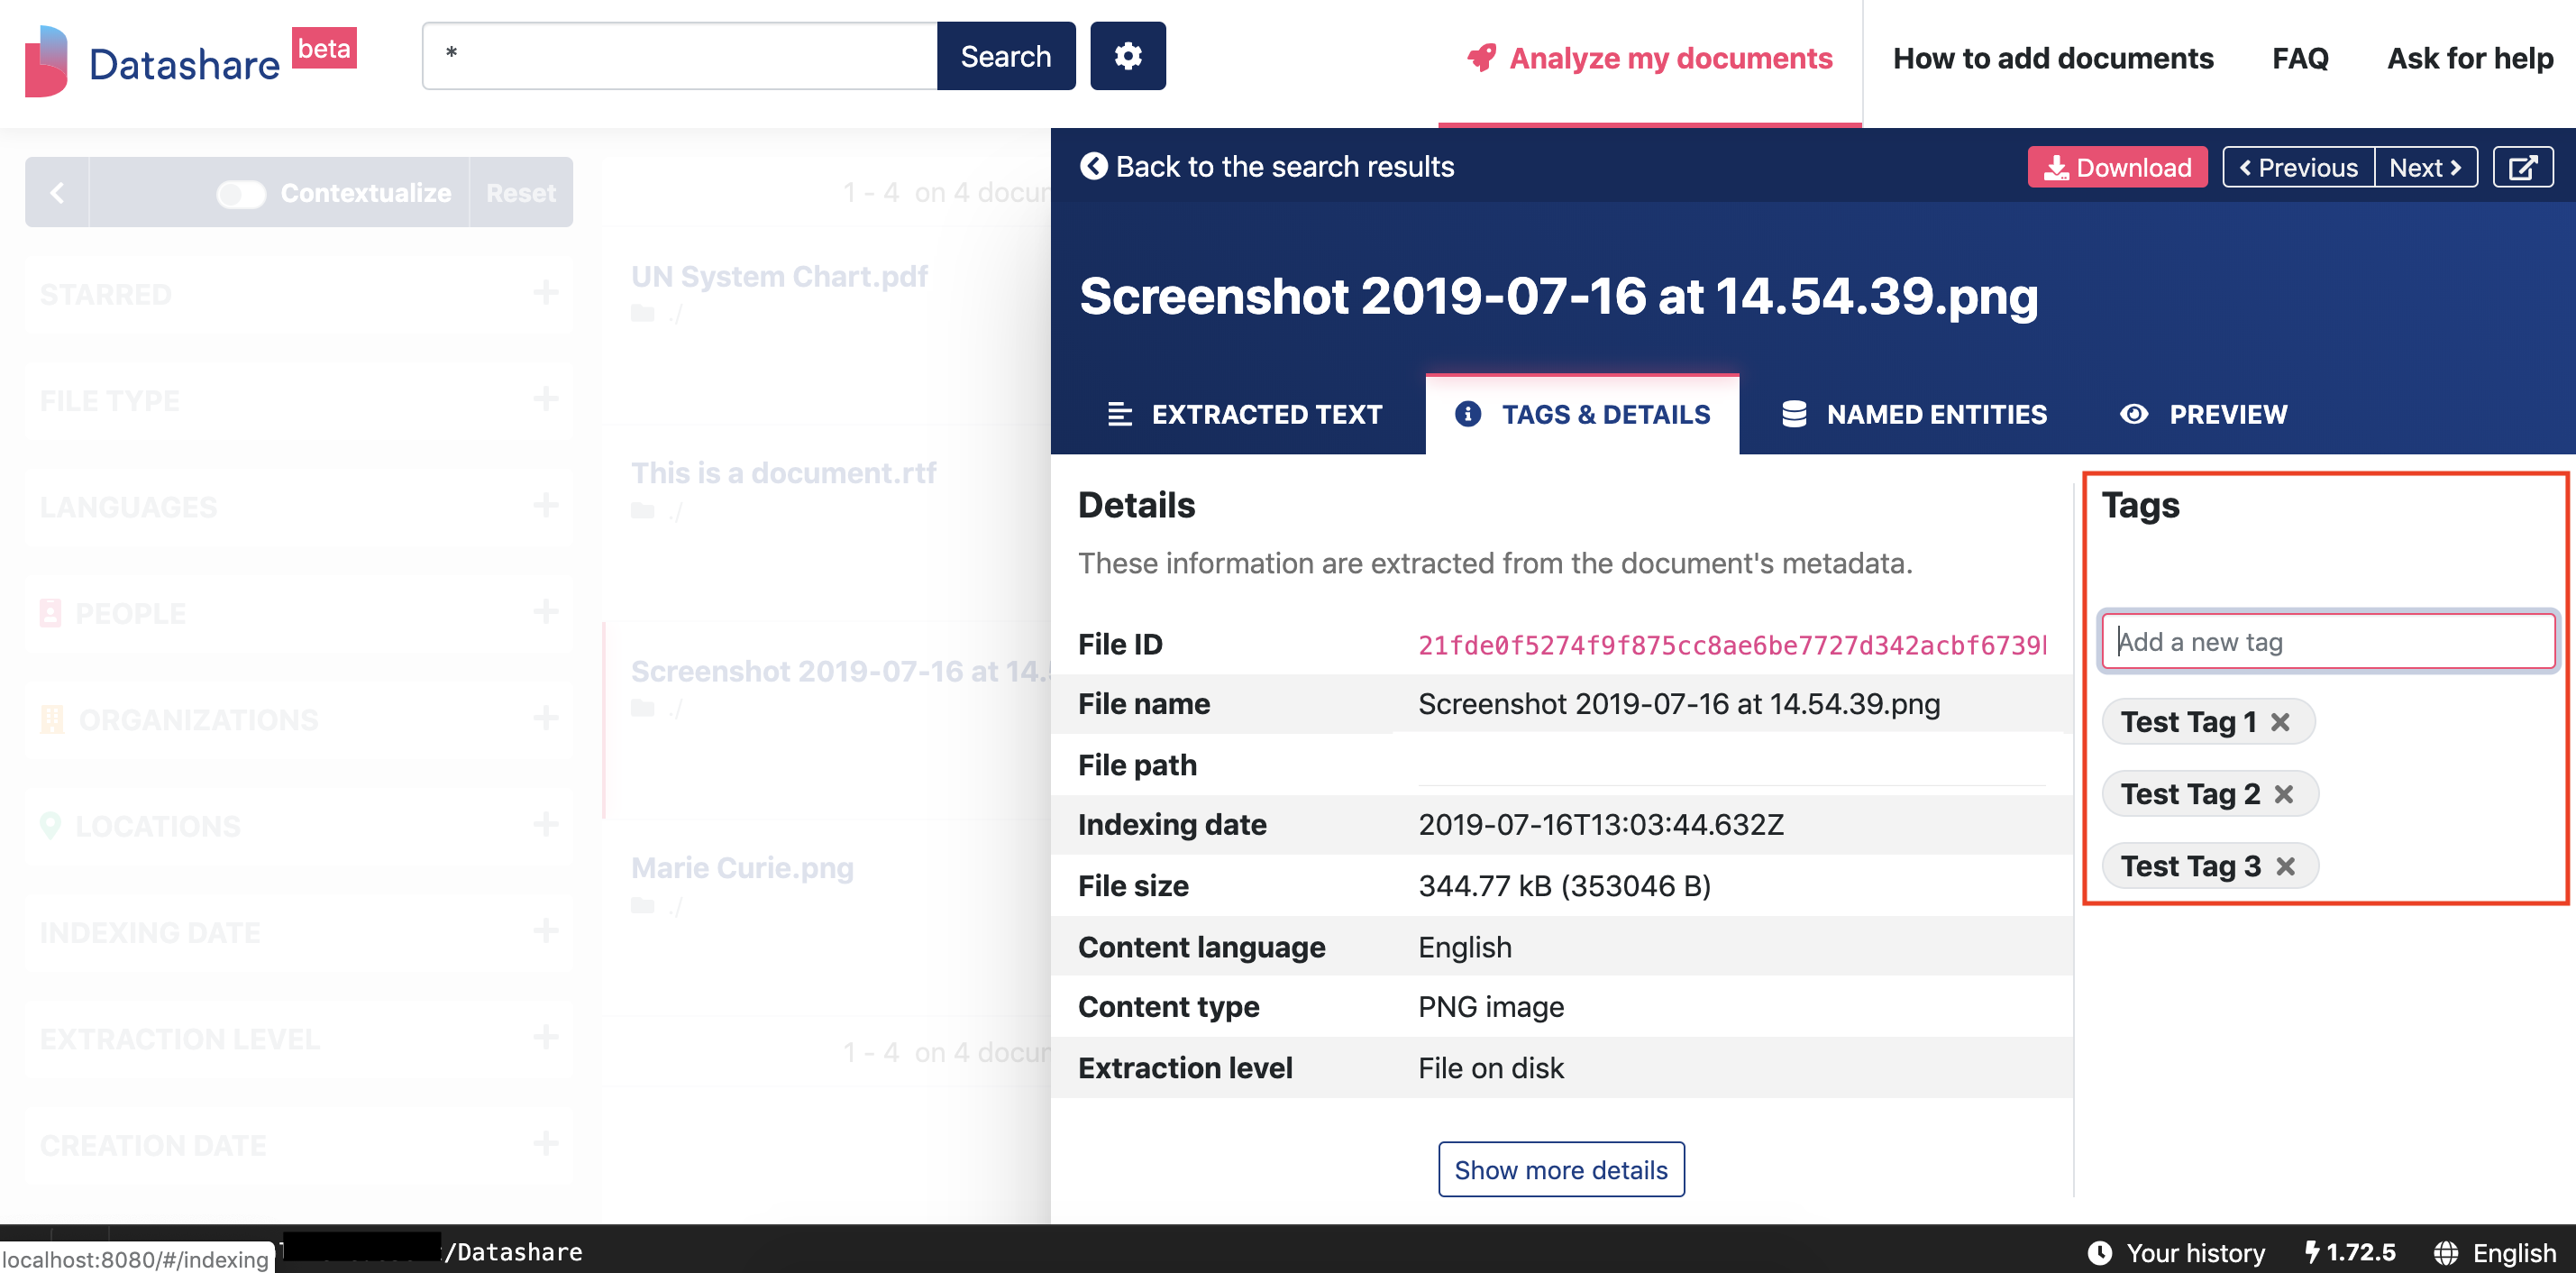 Datashare beta
*
Search
Analyze my documents
How to add documents
FAQ
Ask for help
Contextualize
Reset
STARRED
FILE TYPE
LANGUAGES
PEOPLE
ORGANIZATIONS
LOCATIONS
INDEXING DATE
EXTRACTION LEVEL
CREATION DATE
1 - 4 on 4 docum
UN System Chart.pdf
./
This is a document.rtf
./
Screenshot 2019-07-16 at 14.5
./
Marie Curie.png
./
1 - 4 on 4 docum
Back to the search results
Download
Previous
Next
Screenshot 2019-07-16 at 14.54.39.png
EXTRACTED TEXT
TAGS & DETAILS
NAMED ENTITIES
PREVIEW
Details
These information are extracted from the document's metadata.
File ID 21fde0f5274f9f875cc8ae6be7727d342acbf6739
File name Screenshot 2019-07-16 at 14.54.39.png
File path
Indexing date 2019-07-16T13:03:44.632Z
File size 344.77 kB (353046 B)
Content language English
Content type PNG image
Extraction level File on disk
Show more details
Tags
Add a new tag
Test Tag 1
Test Tag 2
Test Tag 3
localhost:8080/#/indexing
/Datashare
Your history
1.72.5
English